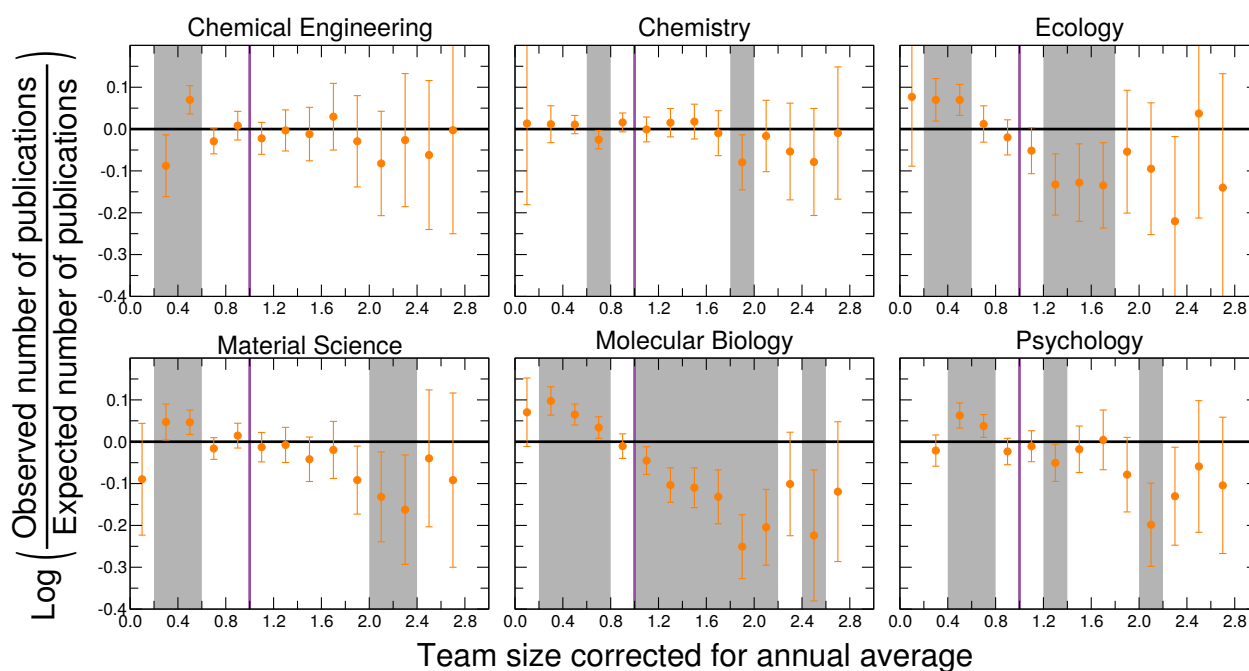 Chemical Engineering
Chemistry
Ecology
0.1
0.0
-0.1
-0.2
-0.3
-0.4
0.0 0.4 0.8 1.2 1.6 2.0 2.4 2.8
0.0 0.4 0.8 1.2 1.6 2.0 2.4 2.8
0.0 0.4 0.8 1.2 1.6 2.0 2.4 2.8
Material Science
Molecular Biology
Psychology
0.1
0.0
-0.1
-0.2
-0.3
-0.4
0.0 0.4 0.8 1.2 1.6 2.0 2.4 2.8
0.0 0.4 0.8 1.2 1.6 2.0 2.4 2.8
0.0 0.4 0.8 1.2 1.6 2.0 2.4 2.8
Log ( Observed number of publications
Expected number of publications )
Team size corrected for annual average